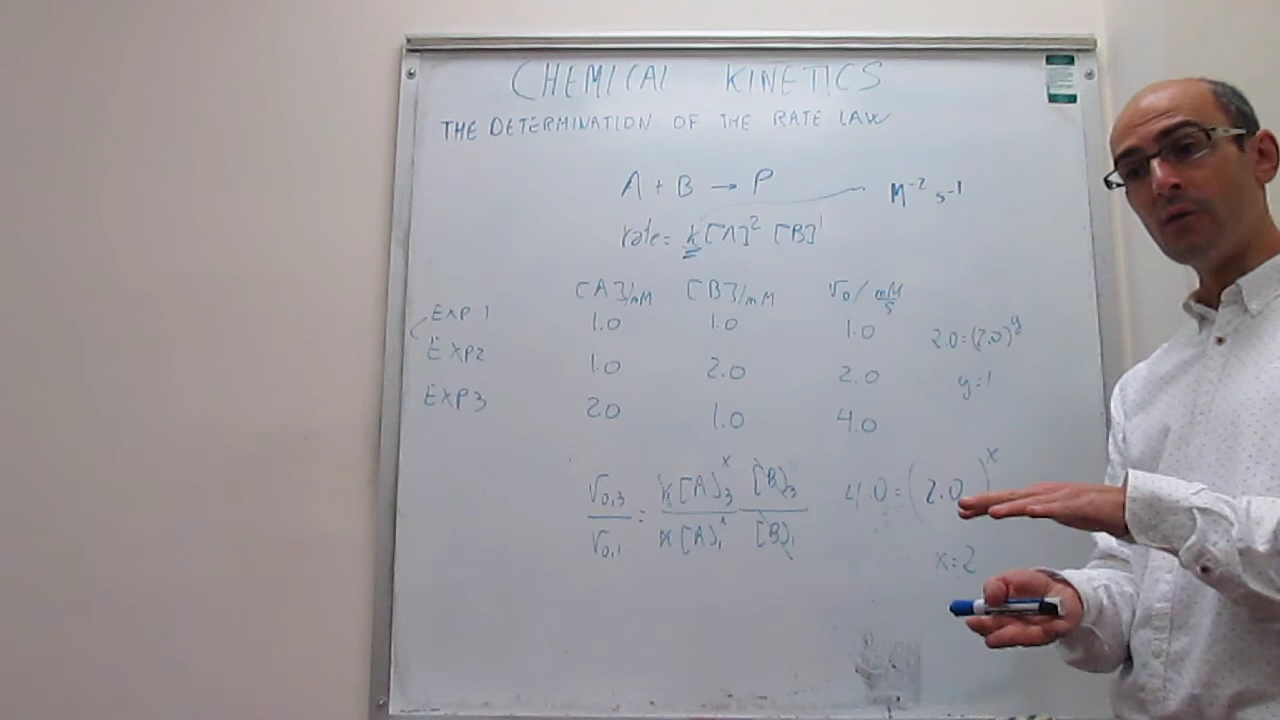 CHEMICAL KINETICS
THE DETERMINATION OF THE RATE LAW
A + B → P
M⁻² s⁻¹
rate = k [A]² [B]¹
[A]/mM [B]/mM v₀ / mM/s
EXP 1 1.0 1.0 1.0
2.0=(2.0)^y
EXP2 1.0 2.0 2.0
y=1
EXP3 2.0 1.0 4.0
v₀,₃ / v₀,₁ = k [A]₃^x [B]₃ / k [A]₁^x [B]₁
4.0 = (2.0)^x
x=2